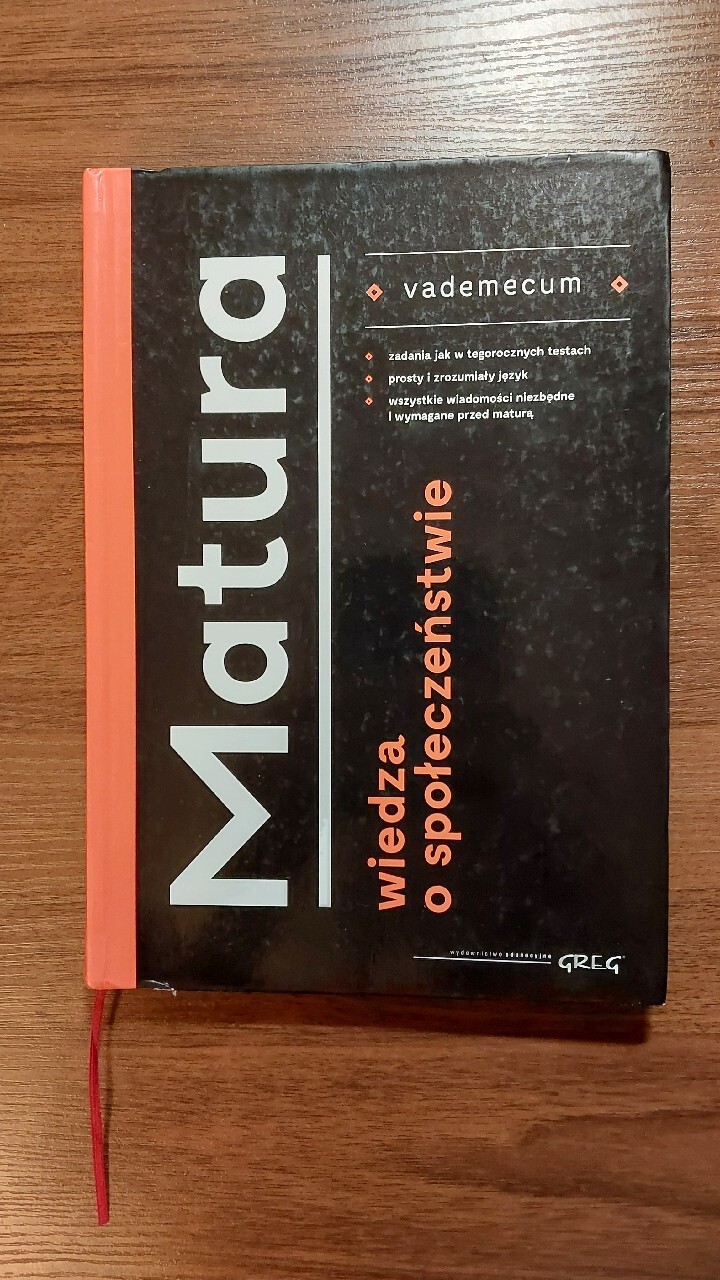 Matura
vademecum
zadania jak w tegorocznych testach
prosty i zrozumiały język
wszystkie wiadomości niezbędne
i wymagane przed maturą
wiedza
o społeczeństwie
wydawnictwo edukacyjne
GREG®